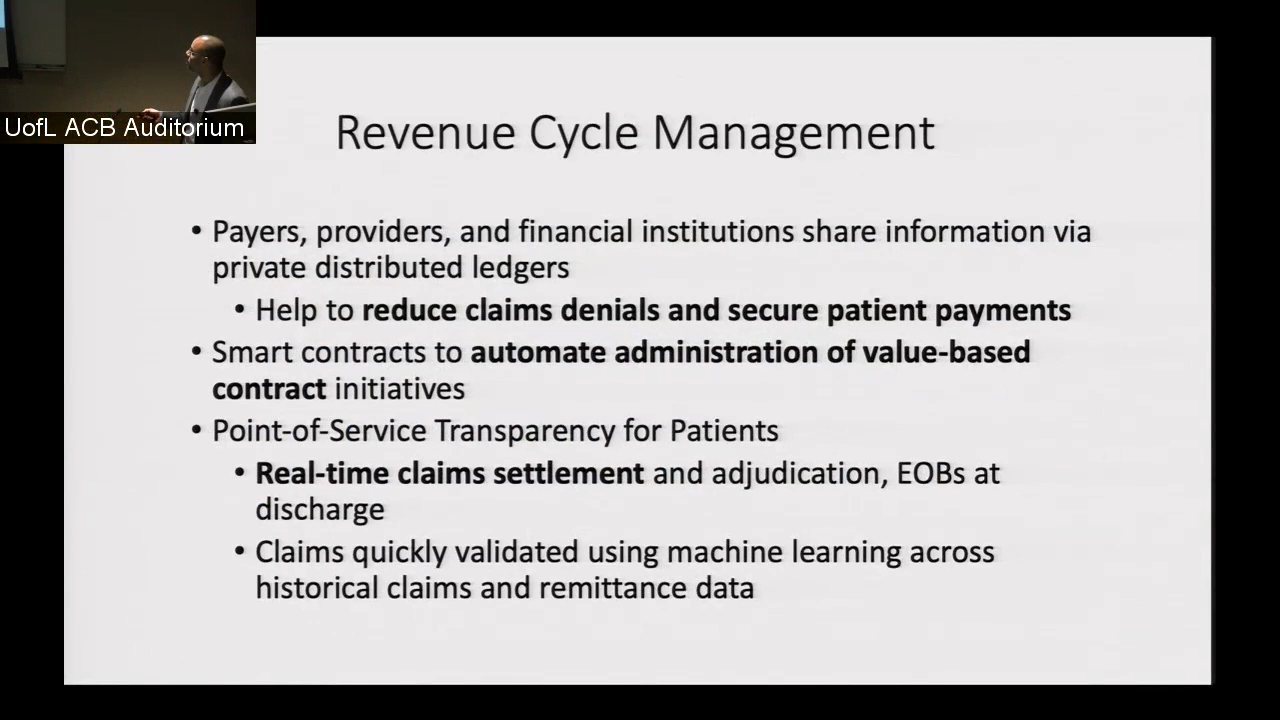 UofL ACB Auditorium
Revenue Cycle Management
• Payers, providers, and financial institutions share information via
private distributed ledgers
• Help to reduce claims denials and secure patient payments
• Smart contracts to automate administration of value-based
contract initiatives
• Point-of-Service Transparency for Patients
• Real-time claims settlement and adjudication, EOBs at
discharge
• Claims quickly validated using machine learning across
historical claims and remittance data